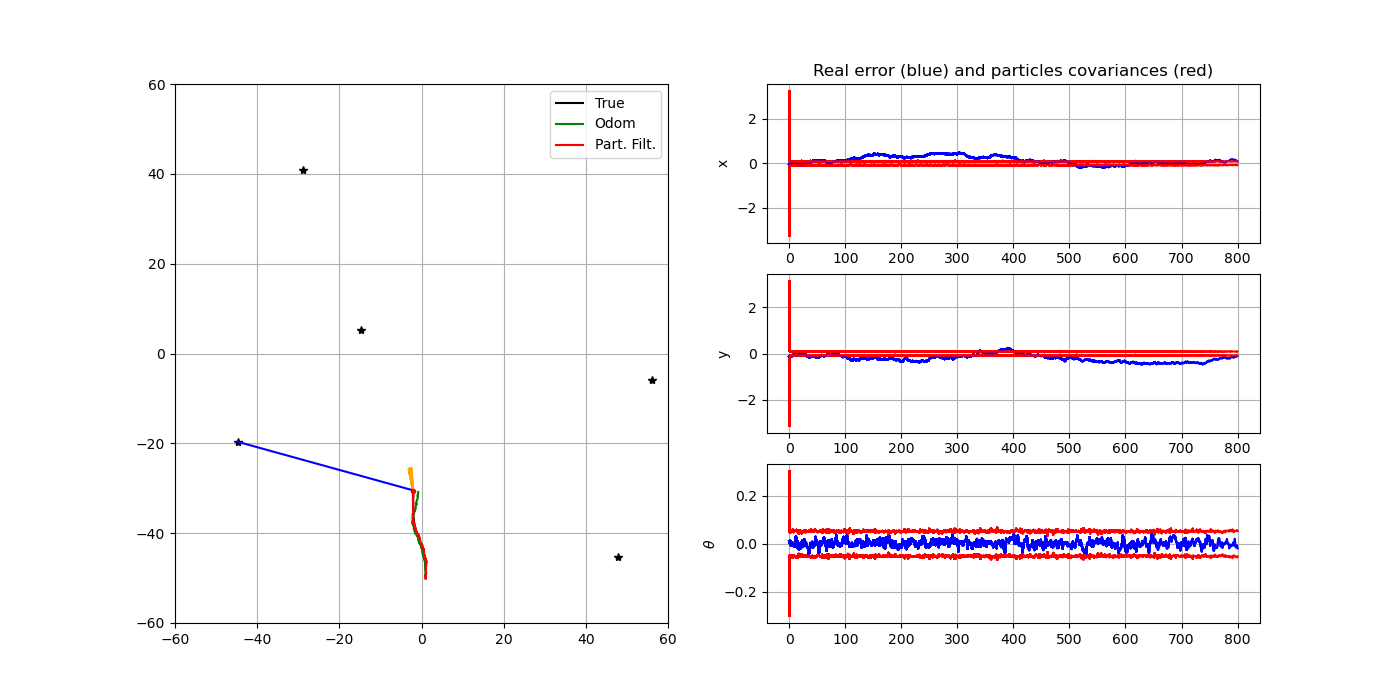 60
40
20
0
−20
−40
−60
−60 −40 −20 0 20 40 60
True
Odom
Part. Filt.
Real error (blue) and particles covariances (red)
x
2
0
−2
0 100 200 300 400 500 600 700 800
y
2
0
−2
0 100 200 300 400 500 600 700 800
θ
0.2
0.0
−0.2
0 100 200 300 400 500 600 700 800